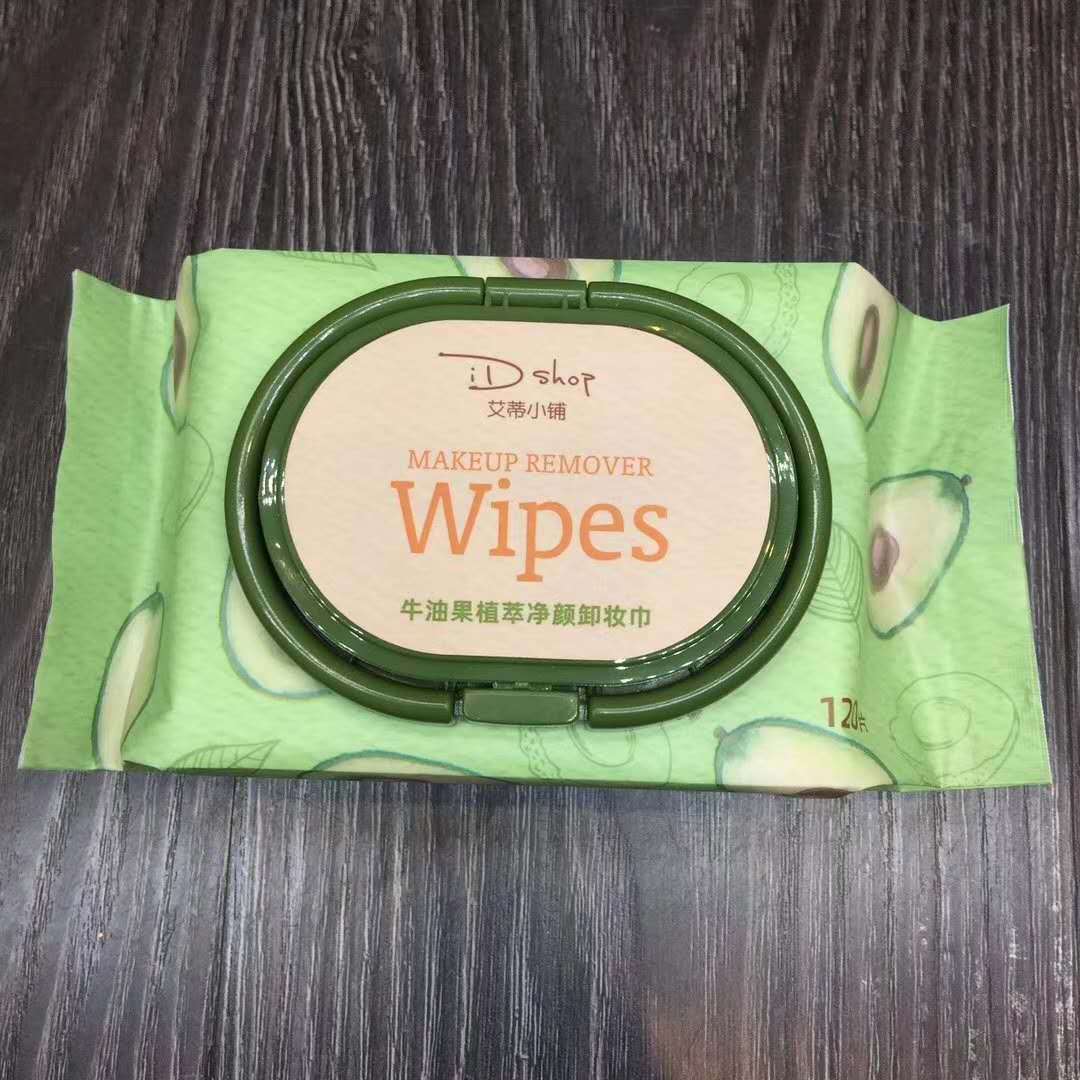 iD shop
艾蒂小铺
MAKEUP REMOVER
Wipes
牛油果植萃净颜卸妆巾
120片